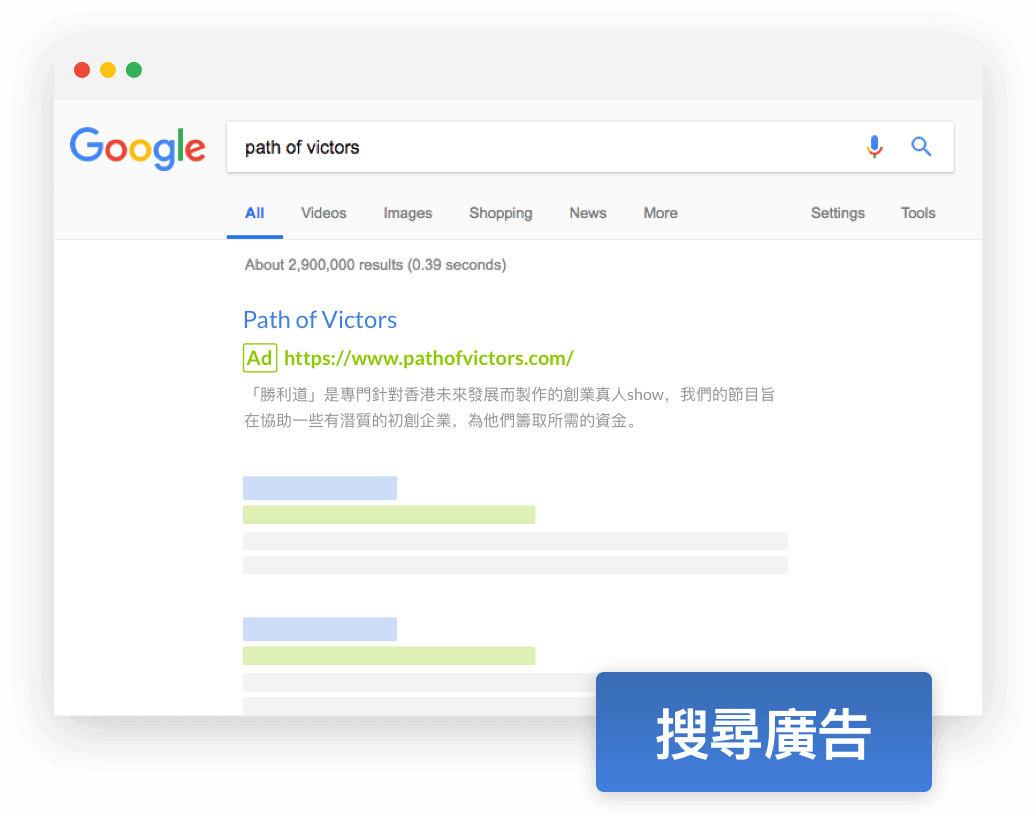 Google
path of victors
All Videos Images Shopping News More Settings Tools
About 2,900,000 results (0.39 seconds)
Path of Victors
Ad https://www.pathofvictors.com/
「勝利道」是專門針對香港未來發展而製作的創業真人show，我們的節目旨
在協助一些有潛質的初創企業，為他們籌取所需的資金。
搜尋廣告